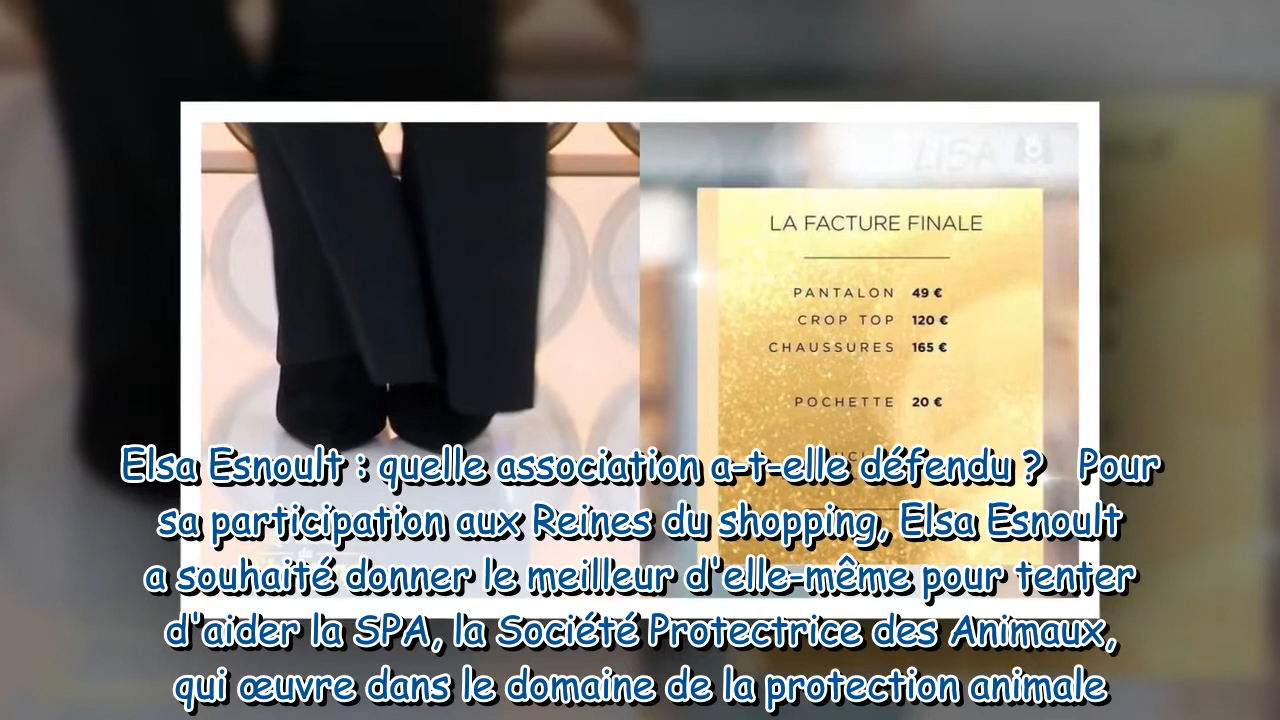 LA FACTURE FINALE
PANTALON 49 €
CROP TOP 120 €
CHAUSSURES 165 €
POCHETTE 20 €
Elsa Esnoult : quelle association a-t-elle défendu ? Pour
sa participation aux Reines du shopping, Elsa Esnoult
a souhaité donner le meilleur d'elle-même pour tenter
d'aider la SPA, la Société Protectrice des Animaux,
qui œuvre dans le domaine de la protection animale